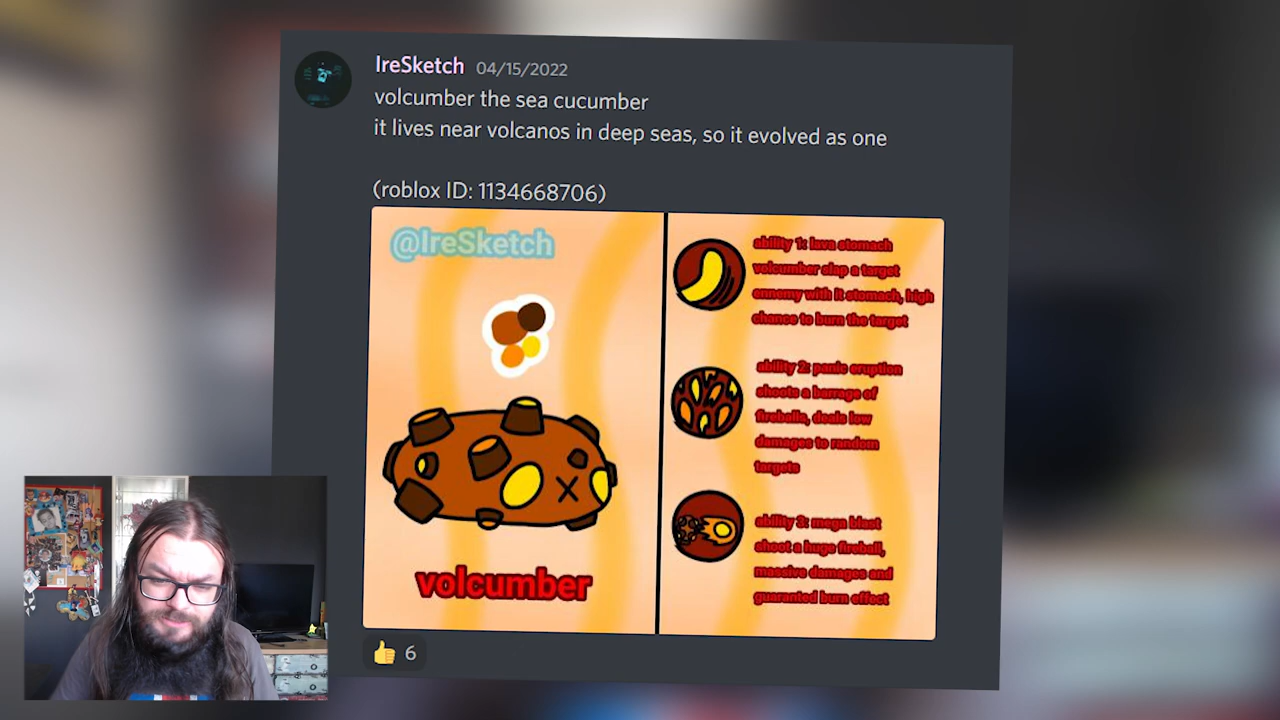 IreSketch 04/15/2022
volcumber the sea cucumber
it lives near volcanos in deep seas, so it evolved as one
(roblox ID: 1134668706)
@IreSketch
volcumber
ability 1: lava stomach
volcumber slap a target
ennemy with it stomach, high
chance to burn the target
ability 2: panic eruption
shoots a barrage of
fireballs, deals low
damages to random
targets
ability 3: mega blast
shoot a huge fireball,
massive damages and
guaranted burn effect
6